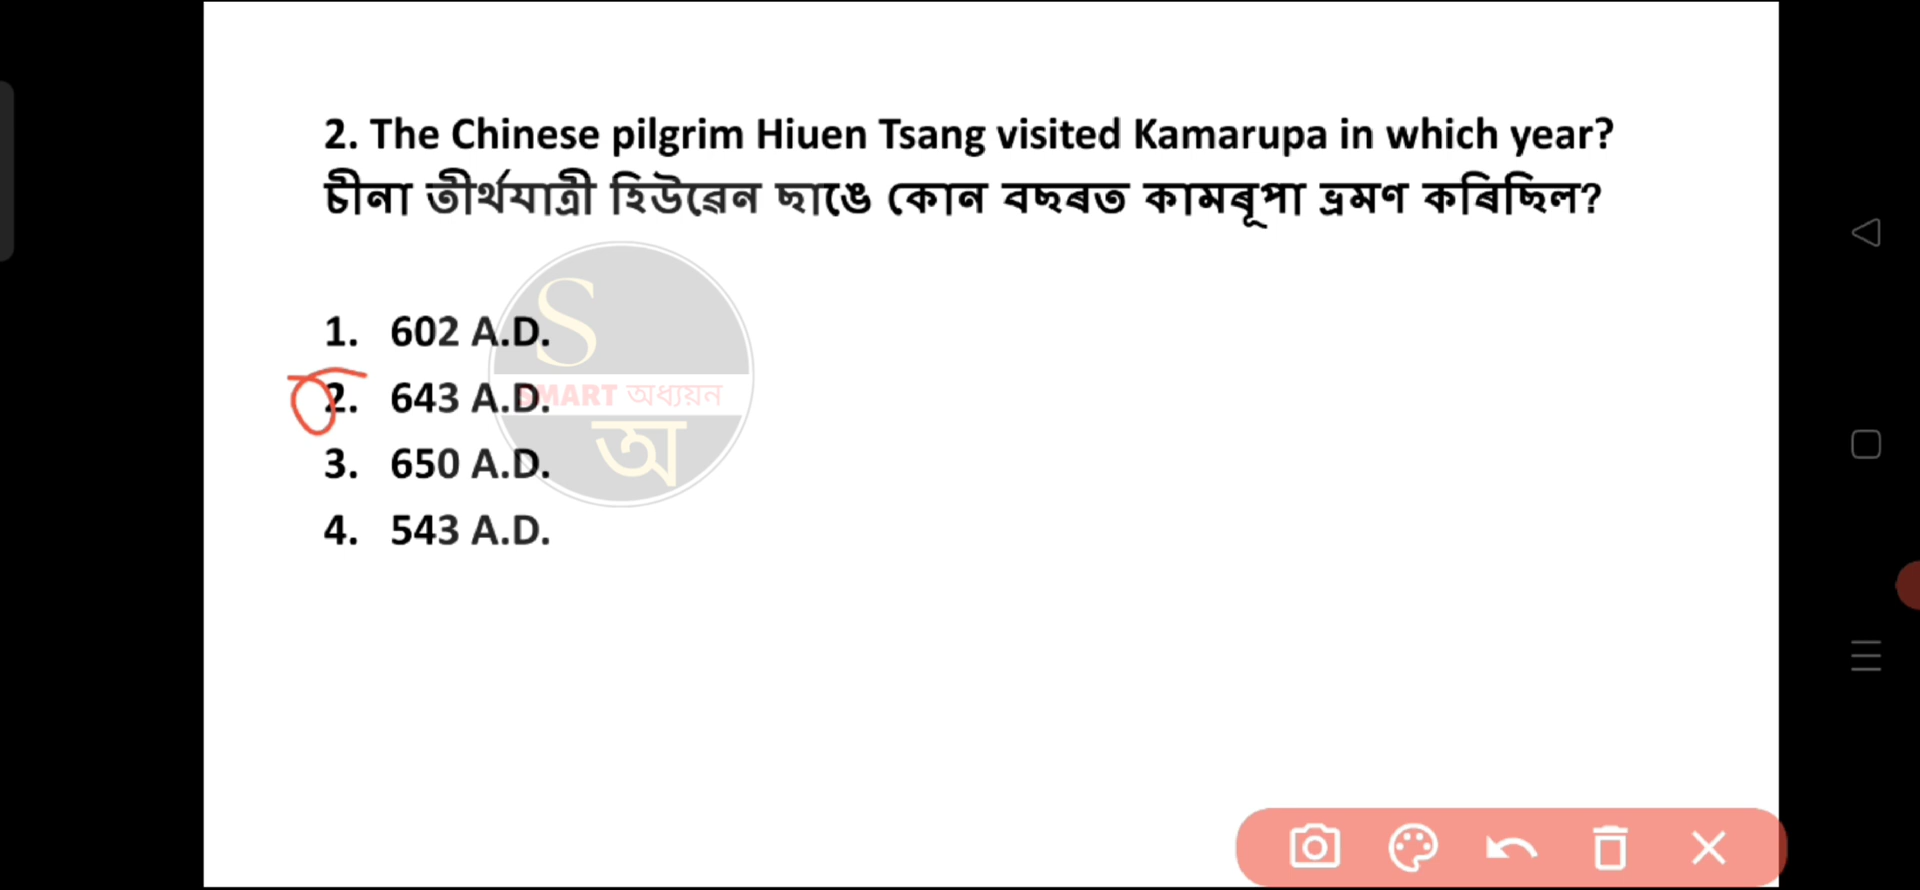 2. The Chinese pilgrim Hiuen Tsang visited Kamarupa in which year?
চীনা তীৰ্থযাত্ৰী হিউৱেন ছাঙে কোন বছৰত কামৰূপা ভ্ৰমণ কৰিছিল?
S
1. 602 A.D.
2. 643 A.D.
SMART অধ্যয়ন
অ
3. 650 A.D.
4. 543 A.D.